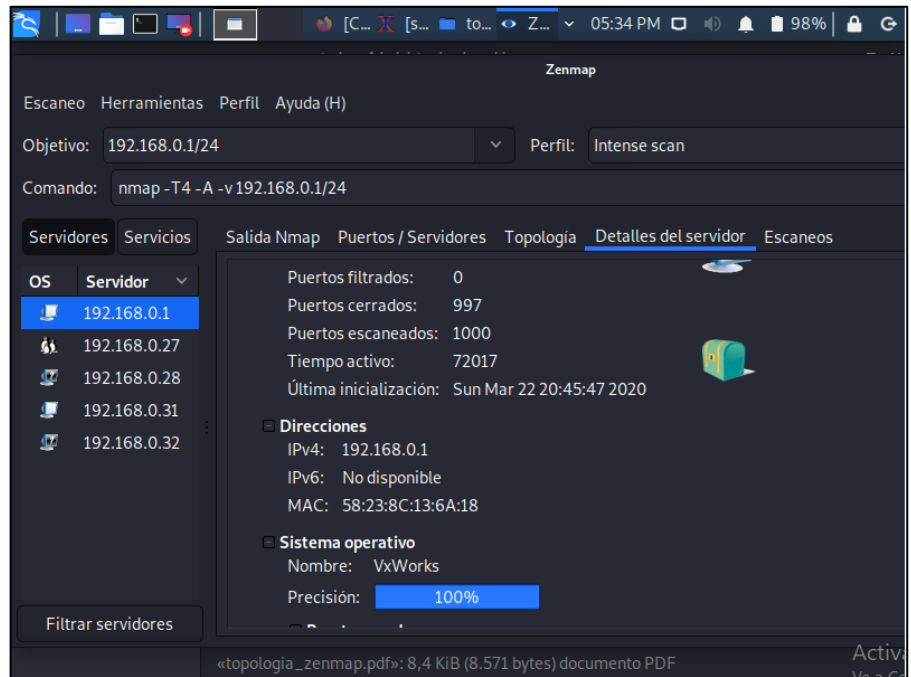 [C... [s... to... Z... 05:34 PM 98%
Zenmap
Escaneo Herramientas Perfil Ayuda (H)
Objetivo: 192.168.0.1/24 Perfil: Intense scan
Comando: nmap -T4 -A -v 192.168.0.1/24
Servidores Servicios Salida Nmap Puertos / Servidores Topología Detalles del servidor Escaneos
OS Servidor
192.168.0.1
192.168.0.27
192.168.0.28
192.168.0.31
192.168.0.32
Puertos filtrados: 0
Puertos cerrados: 997
Puertos escaneados: 1000
Tiempo activo: 72017
Última inicialización: Sun Mar 22 20:45:47 2020
Direcciones
IPv4: 192.168.0.1
IPv6: No disponible
MAC: 58:23:8C:13:6A:18
Sistema operativo
Nombre: VxWorks
Precisión: 100%
Filtrar servidores
«topologia_zenmap.pdf»: 8,4 KiB (8.571 bytes) documento PDF
Activ